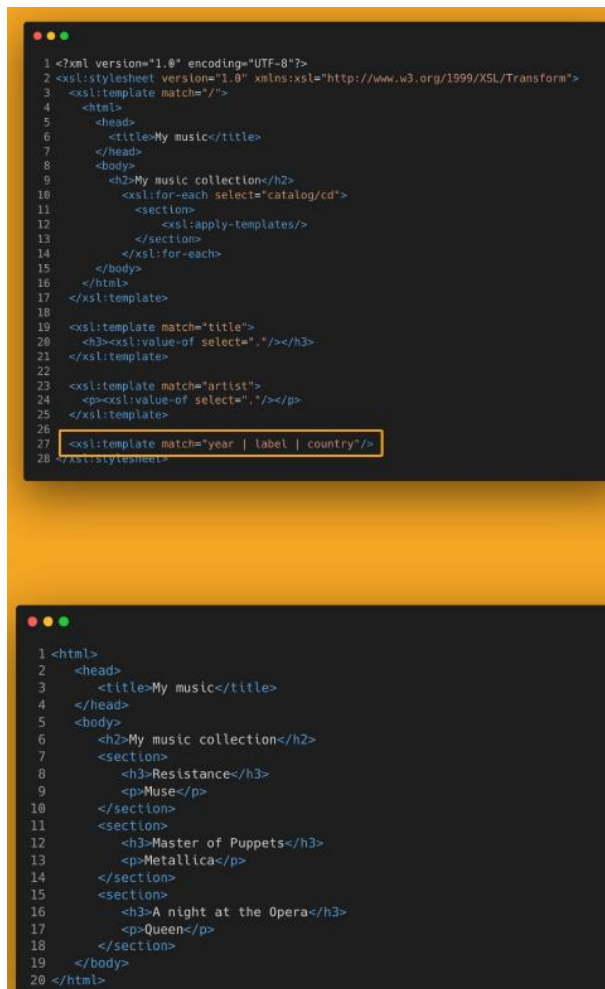 1 <?xml version="1.0" encoding="UTF-8"?>
2 <xsl:stylesheet version="1.0" xmlns:xsl="http://www.w3.org/1999/XSL/Transform">
3 <xsl:template match="/">
4 <html>
5 <head>
6 <title>My music</title>
7 </head>
8 <body>
9 <h2>My music collection</h2>
10 <xsl:for-each select="catalog/cd">
11 <section>
12 <xsl:apply-templates/>
13 </section>
14 </xsl:for-each>
15 </body>
16 </html>
17 </xsl:template>
18
19 <xsl:template match="title">
20 <h3><xsl:value-of select="."/></h3>
21 </xsl:template>
22
23 <xsl:template match="artist">
24 <p><xsl:value-of select="."/></p>
25 </xsl:template>
26
27 <xsl:template match="year | label | country"/>
28 </xsl:stylesheet>
1 <html>
2 <head>
3 <title>My music</title>
4 </head>
5 <body>
6 <h2>My music collection</h2>
7 <section>
8 <h3>Resistance</h3>
9 <p>Muse</p>
10 </section>
11 <section>
12 <h3>Master of Puppets</h3>
13 <p>Metallica</p>
14 </section>
15 <section>
16 <h3>A night at the Opera</h3>
17 <p>Queen</p>
18 </section>
19 </body>
20 </html>